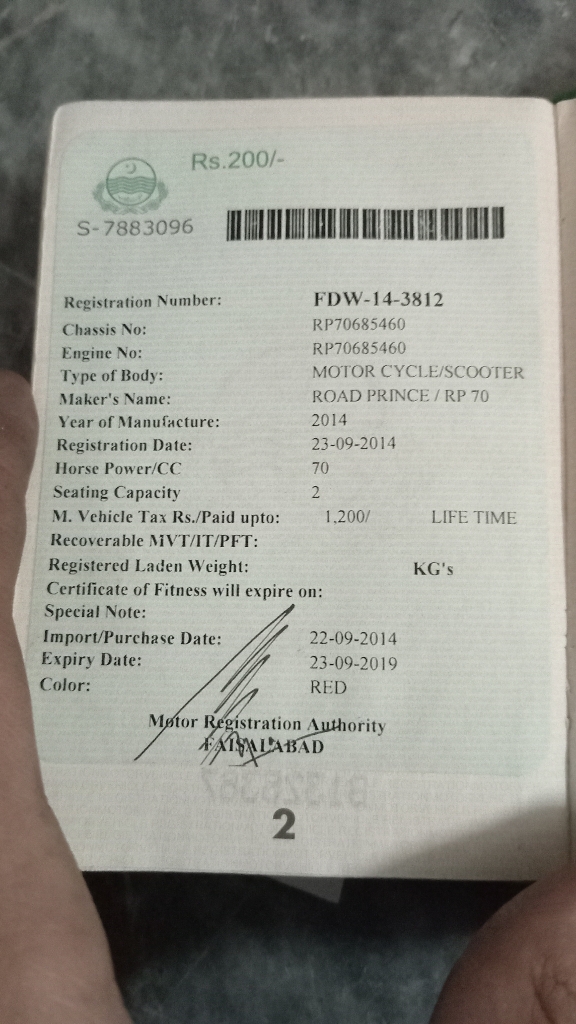 Rs.200/-
S-7883096
Registration Number: FDW-14-3812
Chassis No: RP70685460
Engine No: RP70685460
Type of Body: MOTOR CYCLE/SCOOTER
Maker's Name: ROAD PRINCE / RP 70
Year of Manufacture: 2014
Registration Date: 23-09-2014
Horse Power/CC 70
Seating Capacity 2
M. Vehicle Tax Rs./Paid upto: 1,200/ LIFE TIME
Recoverable MVT/IT/PFT:
Registered Laden Weight: KG's
Certificate of Fitness will expire on:
Special Note:
Import/Purchase Date: 22-09-2014
Expiry Date: 23-09-2019
Color: RED
Motor Registration Authority
FAISALABAD
2